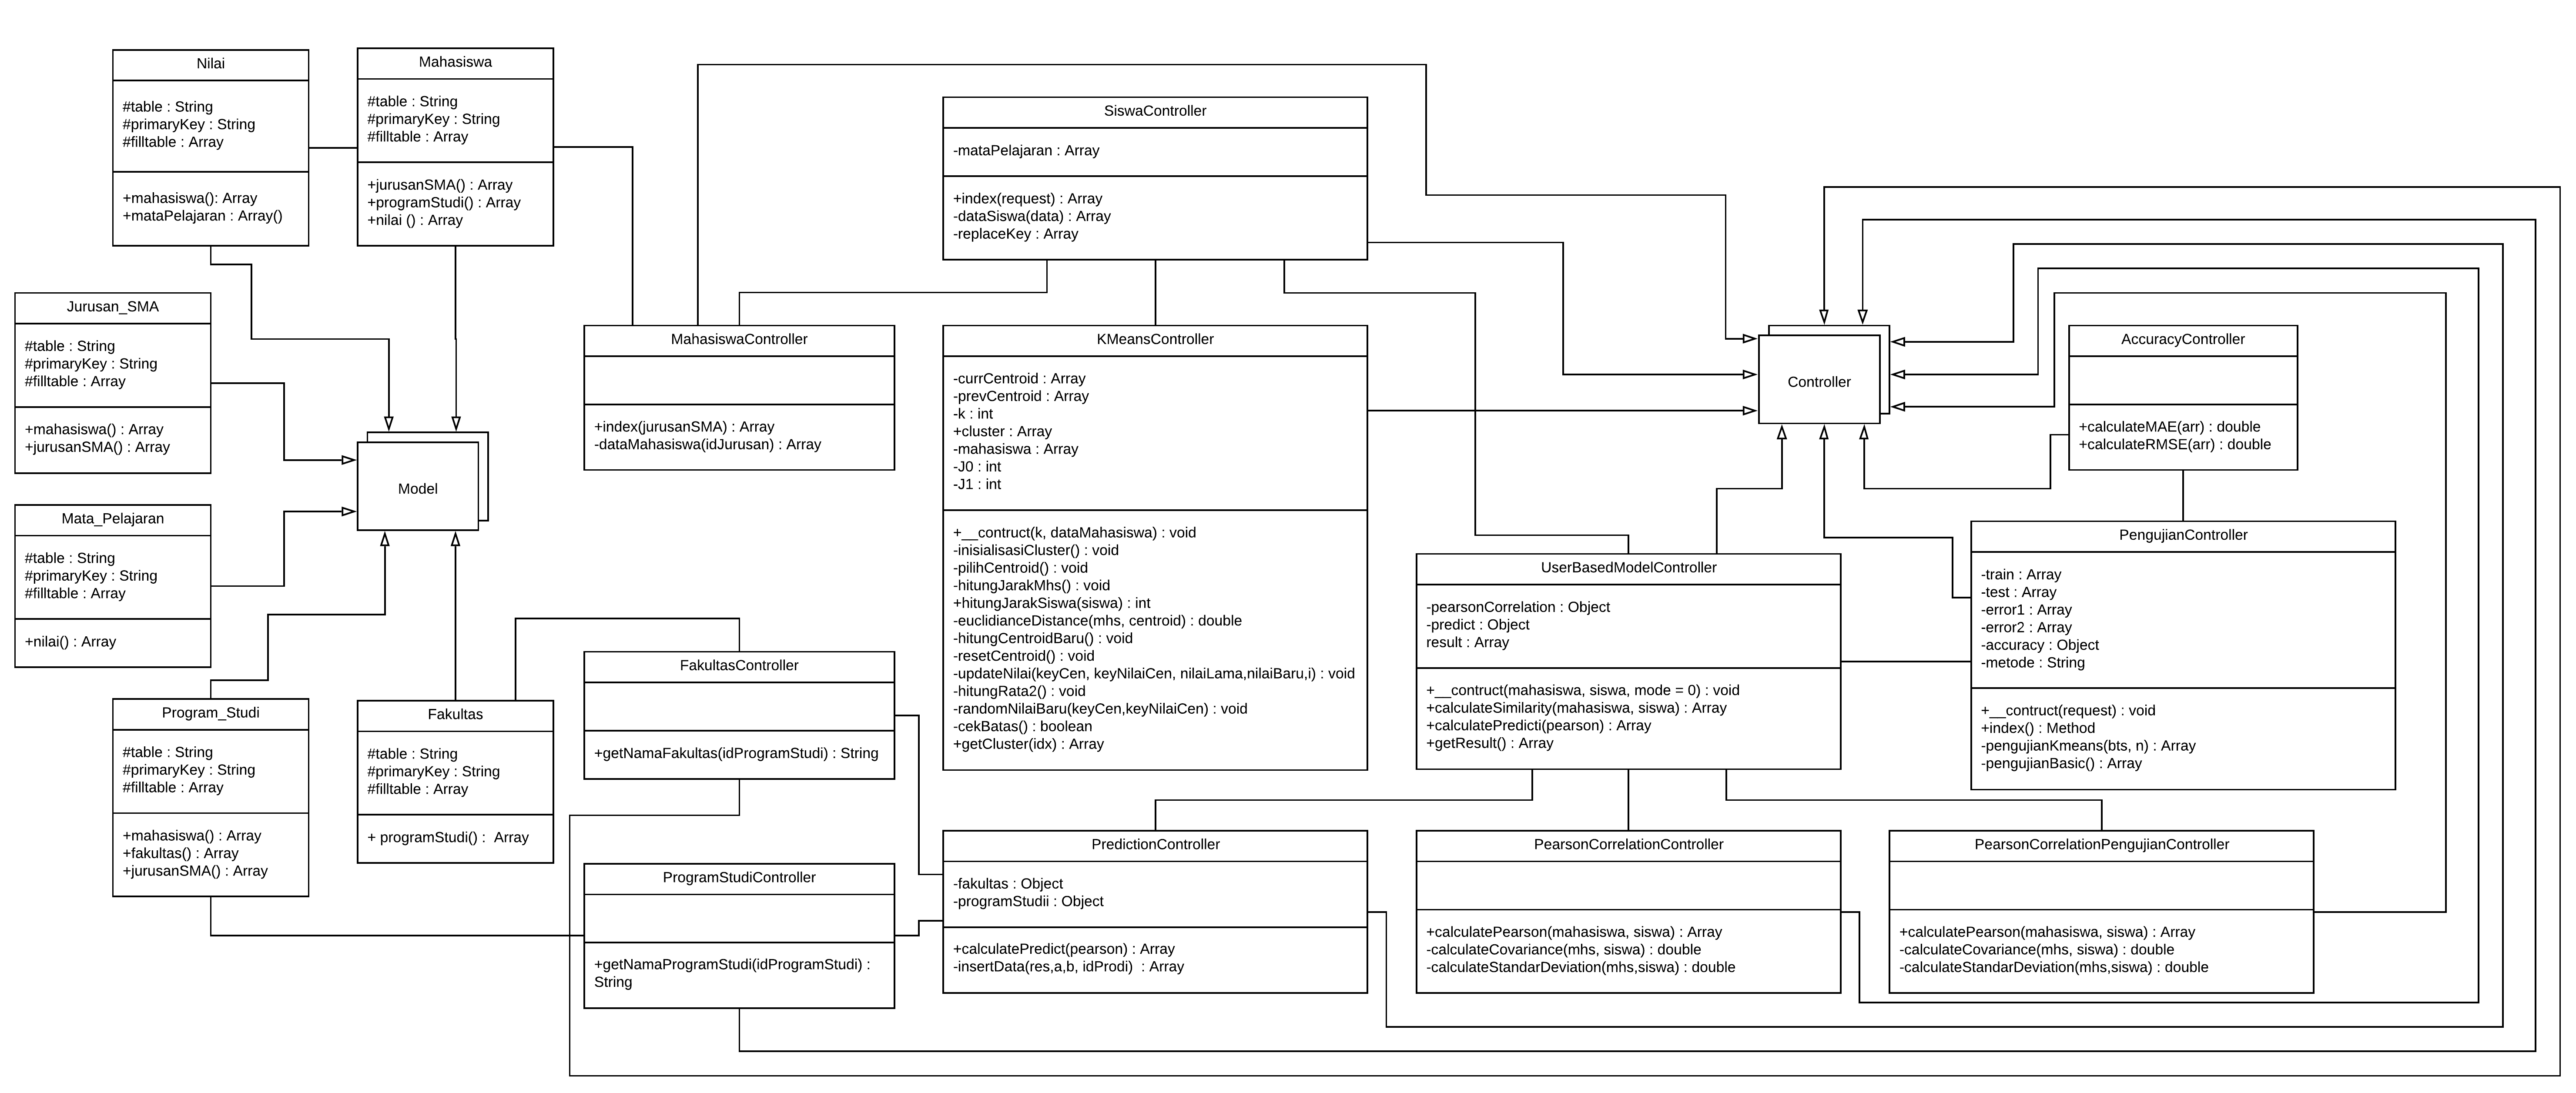 Nilai
#table : String
#primaryKey : String
#filltable : Array
+mahasiswa(): Array
+mataPelajaran : Array()
Mahasiswa
#table : String
#primaryKey : String
#filltable : Array
+jurusanSMA() : Array
+programStudi() : Array
+nilai () : Array
SiswaController
-mataPelajaran : Array
+index(request) : Array
-dataSiswa(data) : Array
-replaceKey : Array
Jurusan_SMA
#table : String
#primaryKey : String
#filltable : Array
+mahasiswa() : Array
+jurusanSMA() : Array
MahasiswaController
+index(jurusanSMA) : Array
-dataMahasiswa(idJurusan) : Array
KMeansController
-currCentroid : Array
-prevCentroid : Array
-k : int
+cluster : Array
-mahasiswa : Array
-J0 : int
-J1 : int
+__contruct(k, dataMahasiswa) : void
-inisialisasiCluster() : void
-pilihCentroid() : void
-hitungJarakMhs() : void
+hitungJarakSiswa(siswa) : int
-euclidianceDistance(mhs, centroid) : double
-hitungCentroidBaru() : void
-resetCentroid() : void
-updateNilai(keyCen, keyNilaiCen, nilaiLama,nilaiBaru,i) : void
-hitungRata2() : void
-randomNilaiBaru(keyCen,keyNilaiCen) : void
-cekBatas() : boolean
+getCluster(idx) : Array
Controller
AccuracyController
+calculateMAE(arr) : double
+calculateRMSE(arr) : double
Model
Mata_Pelajaran
#table : String
#primaryKey : String
#filltable : Array
+nilai() : Array
UserBasedModelController
-pearsonCorrelation : Object
-predict : Object
result : Array
+__contruct(mahasiswa, siswa, mode = 0) : void
+calculateSimilarity(mahasiswa, siswa) : Array
+calculatePredicti(pearson) : Array
+getResult() : Array
PengujianController
-train : Array
-test : Array
-error1 : Array
-error2 : Array
-accuracy : Object
-metode : String
+__contruct(request) : void
+index() : Method
-pengujianKmeans(bts, n) : Array
-pengujianBasic() : Array
FakultasController
+getNamaFakultas(idProgramStudi) : String
Program_Studi
#table : String
#primaryKey : String
#filltable : Array
+mahasiswa() : Array
+fakultas() : Array
+jurusanSMA() : Array
Fakultas
#table : String
#primaryKey : String
#filltable : Array
+ programStudi() : Array
ProgramStudiController
+getNamaProgramStudi(idProgramStudi) :
String
PredictionController
-fakultas : Object
-programStudii : Object
+calculatePredict(pearson) : Array
-insertData(res,a,b, idProdi) : Array
PearsonCorrelationController
+calculatePearson(mahasiswa, siswa) : Array
-calculateCovariance(mhs, siswa) : double
-calculateStandarDeviation(mhs,siswa) : double
PearsonCorrelationPengujianController
+calculatePearson(mahasiswa, siswa) : Array
-calculateCovariance(mhs, siswa) : double
-calculateStandarDeviation(mhs,siswa) : double